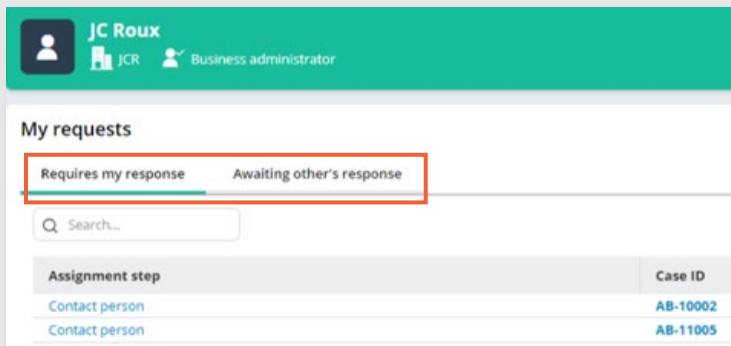 JC Roux
JCR Business administrator
My requests
Requires my response Awaiting other's response
Search...
Assignment step Case ID
Contact person AB-10002
Contact person AB-11005